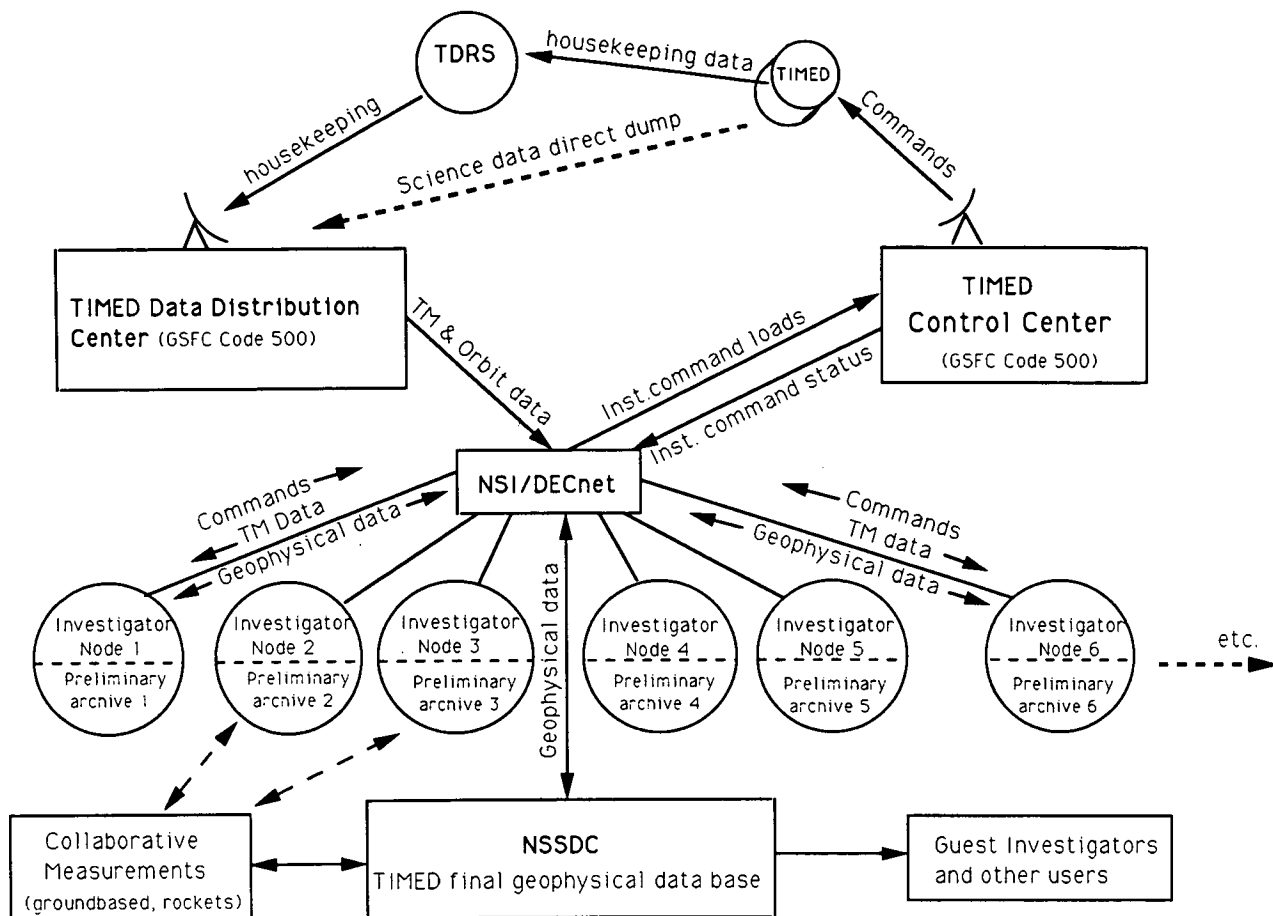 TDRS
housekeeping data
TIMED
housekeeping
Science data direct dump
Commands
TIMED Data Distribution
Center (GSFC Code 500)
TIMED
Control Center
(GSFC Code 500)
TM & Orbit data
Inst.command loads
Inst. command status
NSI/DECnet
Commands
TM Data
Geophysical data
Commands
TM data
Geophysical data
Geophysical data
Investigator
Node 1
Preliminary
archive 1
Investigator
Node 2
Preliminary
archive 2
Investigator
Node 3
Preliminary
archive 3
Investigator
Node 4
Preliminary
archive 4
Investigator
Node 5
Preliminary
archive 5
Investigator
Node 6
Preliminary
archive 6
etc.
Collaborative
Measurements
(groundbased, rockets)
NSSDC
TIMED final geophysical data base
Guest Investigators
and other users